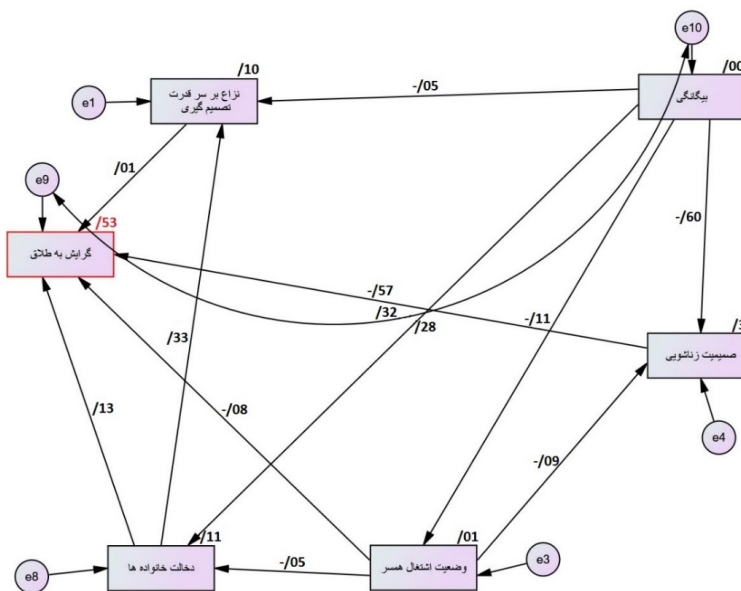 e10
/10
/00
نزاع بر سر قدرت
تصمیم گیری
-/05
بیگانگی
e1
/01
e9
/53
گرایش به طلاق
-/60
-/57
/32
-/11
/3
/28
/33
صمیمیت زناشویی
/13
-/08
e4
-/09
/11
/01
e8
دخالت خانواده ها
-/05
وضعیت اشتغال همسر
e3